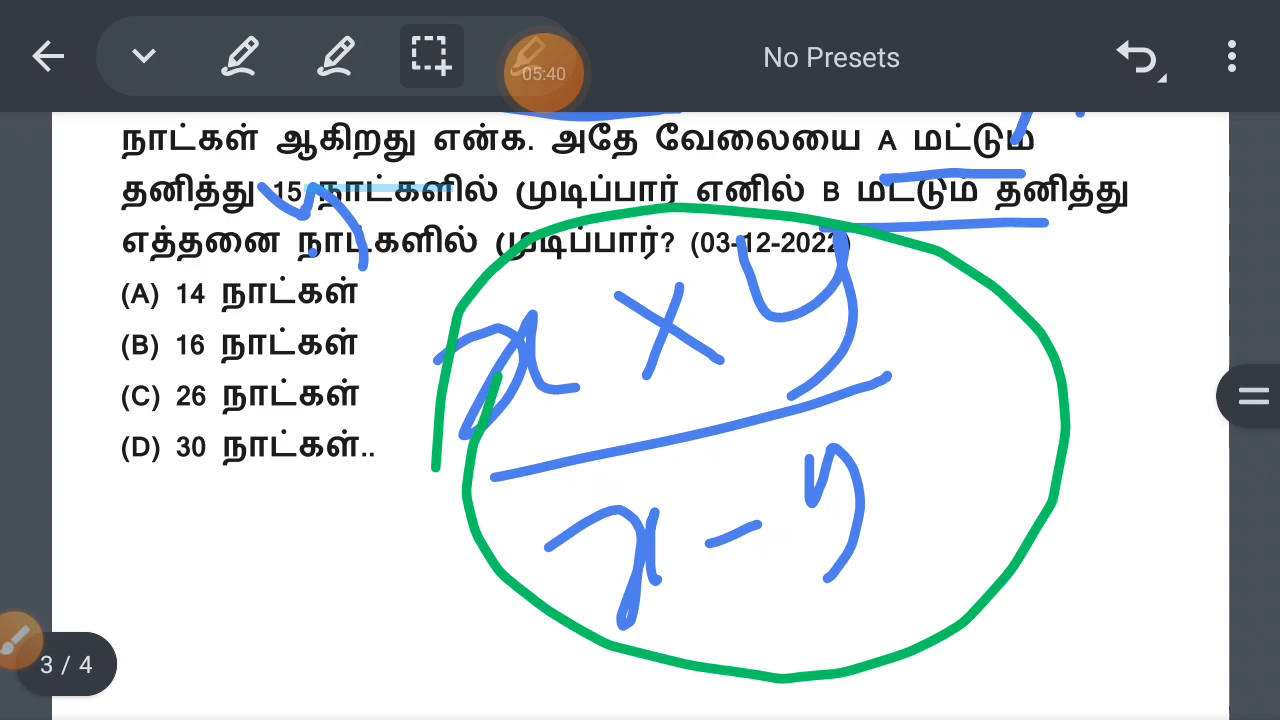 05:40
No Presets
நாட்கள் ஆகிறது என்க. அதே வேலையை A மட்டும்
தனித்து 15 நாட்களில் முடிப்பார் எனில் B மட்டும் தனித்து
எத்தனை நாட்களில் முடிப்பார்? (03-12-2022)
(A) 14 நாட்கள்
(B) 16 நாட்கள்
(C) 26 நாட்கள்
(D) 30 நாட்கள்..
x × y
x - y
3 / 4